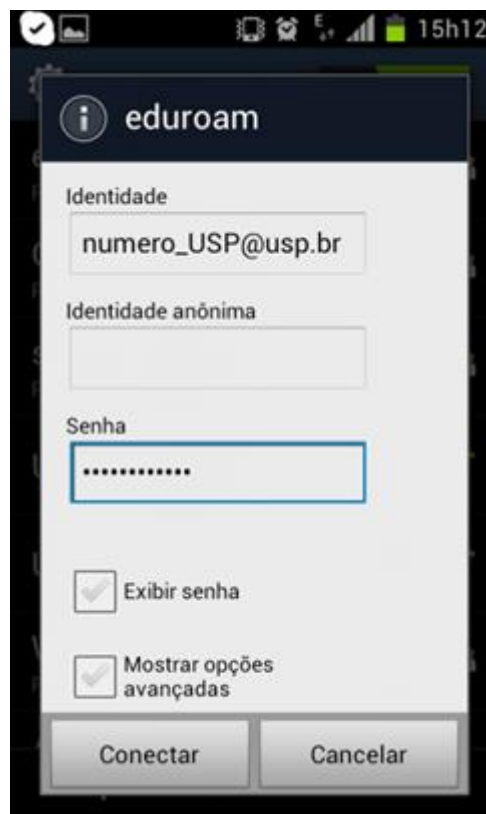 E 15h12
eduroam
Identidade
numero_USP@usp.br
Identidade anônima
Senha
••••••••••••
Exibir senha
Mostrar opções
avançadas
Conectar
Cancelar